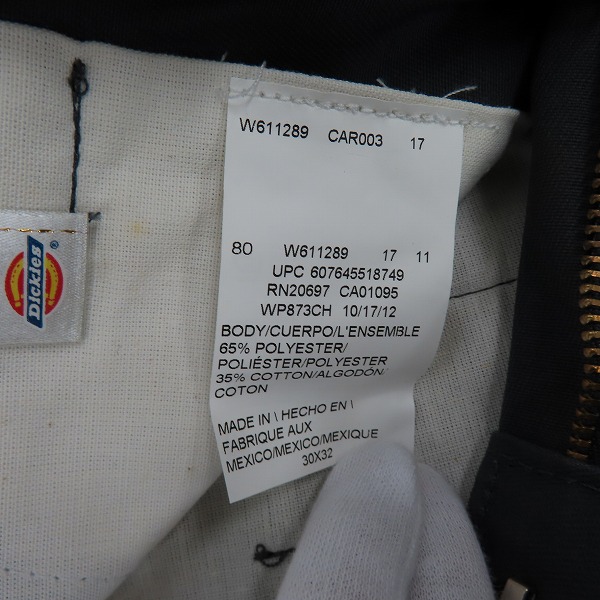 W611289 CAR003 17
80 W611289 17 11
UPC 607645518749
RN20697 CA01095
WP873CH 10/17/12
BODY/CUERPO/L'ENSEMBLE
65% POLYESTER/
POLIÉSTER/POLYESTER
35% COTTON/ALGODÓN/
COTON
MADE IN \ HECHO EN \
FABRIQUE AUX
MEXICO/MEXICO/MEXIQUE
30X32
Dickies